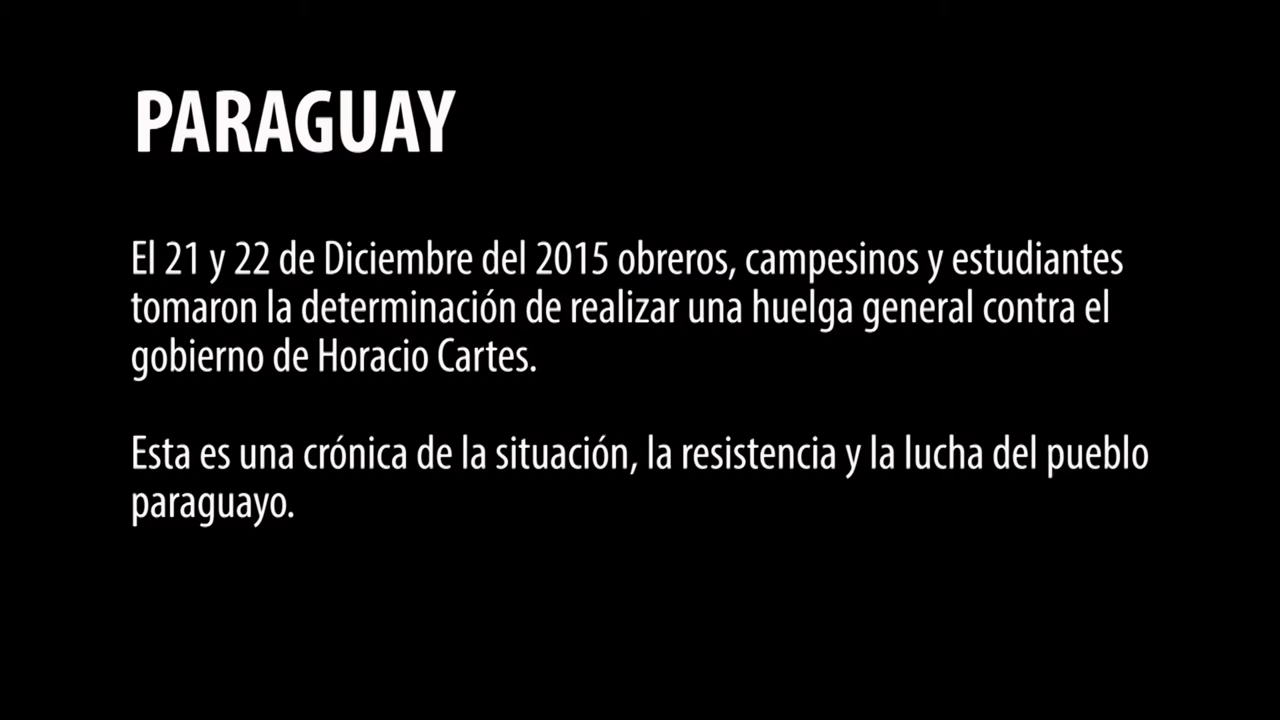 PARAGUAY
El 21 y 22 de Diciembre del 2015 obreros, campesinos y estudiantes
tomaron la determinación de realizar una huelga general contra el
gobierno de Horacio Cartes.
Esta es una crónica de la situación, la resistencia y la lucha del pueblo
paraguayo.